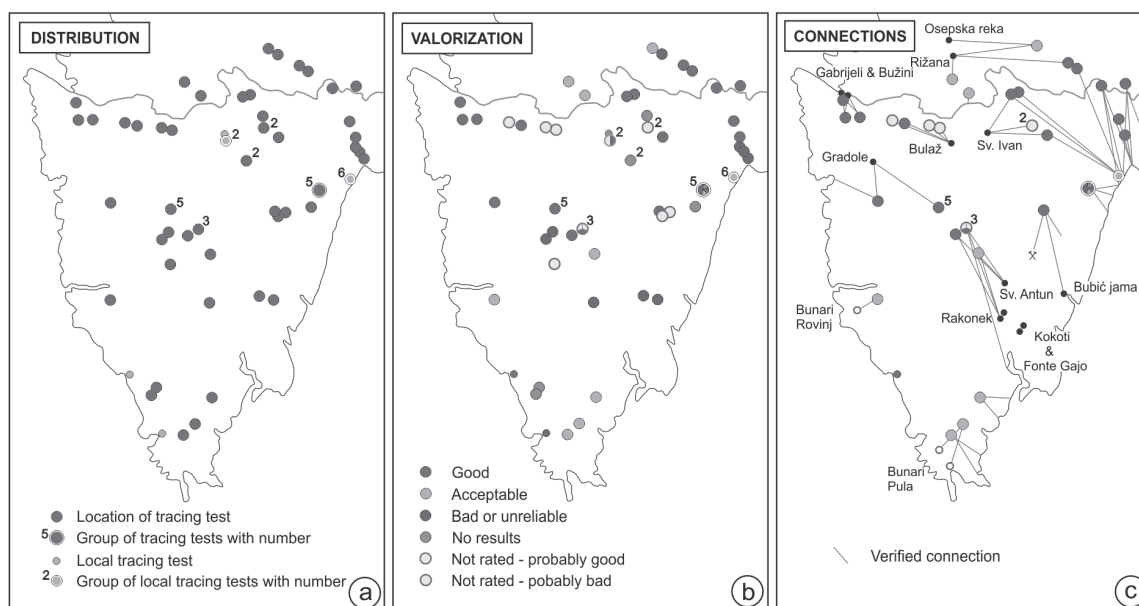 DISTRIBUTION
2
2
2
5
6
5
3
Location of tracing test
5 Group of tracing tests with number
Local tracing test
2 Group of local tracing tests with number
a
VALORIZATION
2
2
2
5
6
5
3
Good
Acceptable
Bad or unreliable
No results
Not rated - probably good
Not rated - pobably bad
b
CONNECTIONS
Osepska reka
Rižana
Gabrijeli & Bužini
2
Bulaž
Sv. Ivan
Gradole
5
3
Sv. Antun
Bubić jama
Bunari
Rovinj
Rakonek
Kokoti
&
Fonte Gajo
Bunari
Pula
Verified connection
c